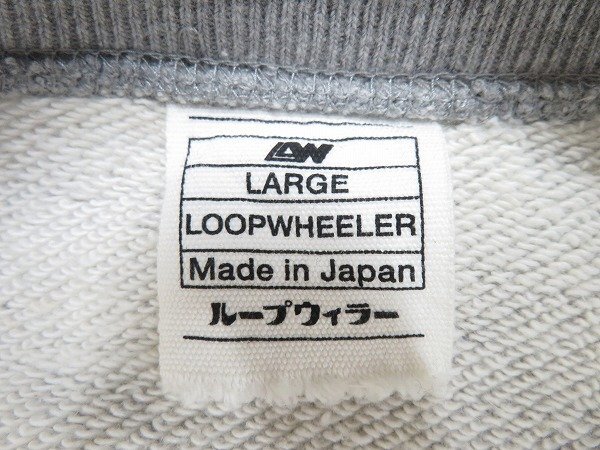 LW
LARGE
LOOPWHEELER
Made in Japan
ループウィラー